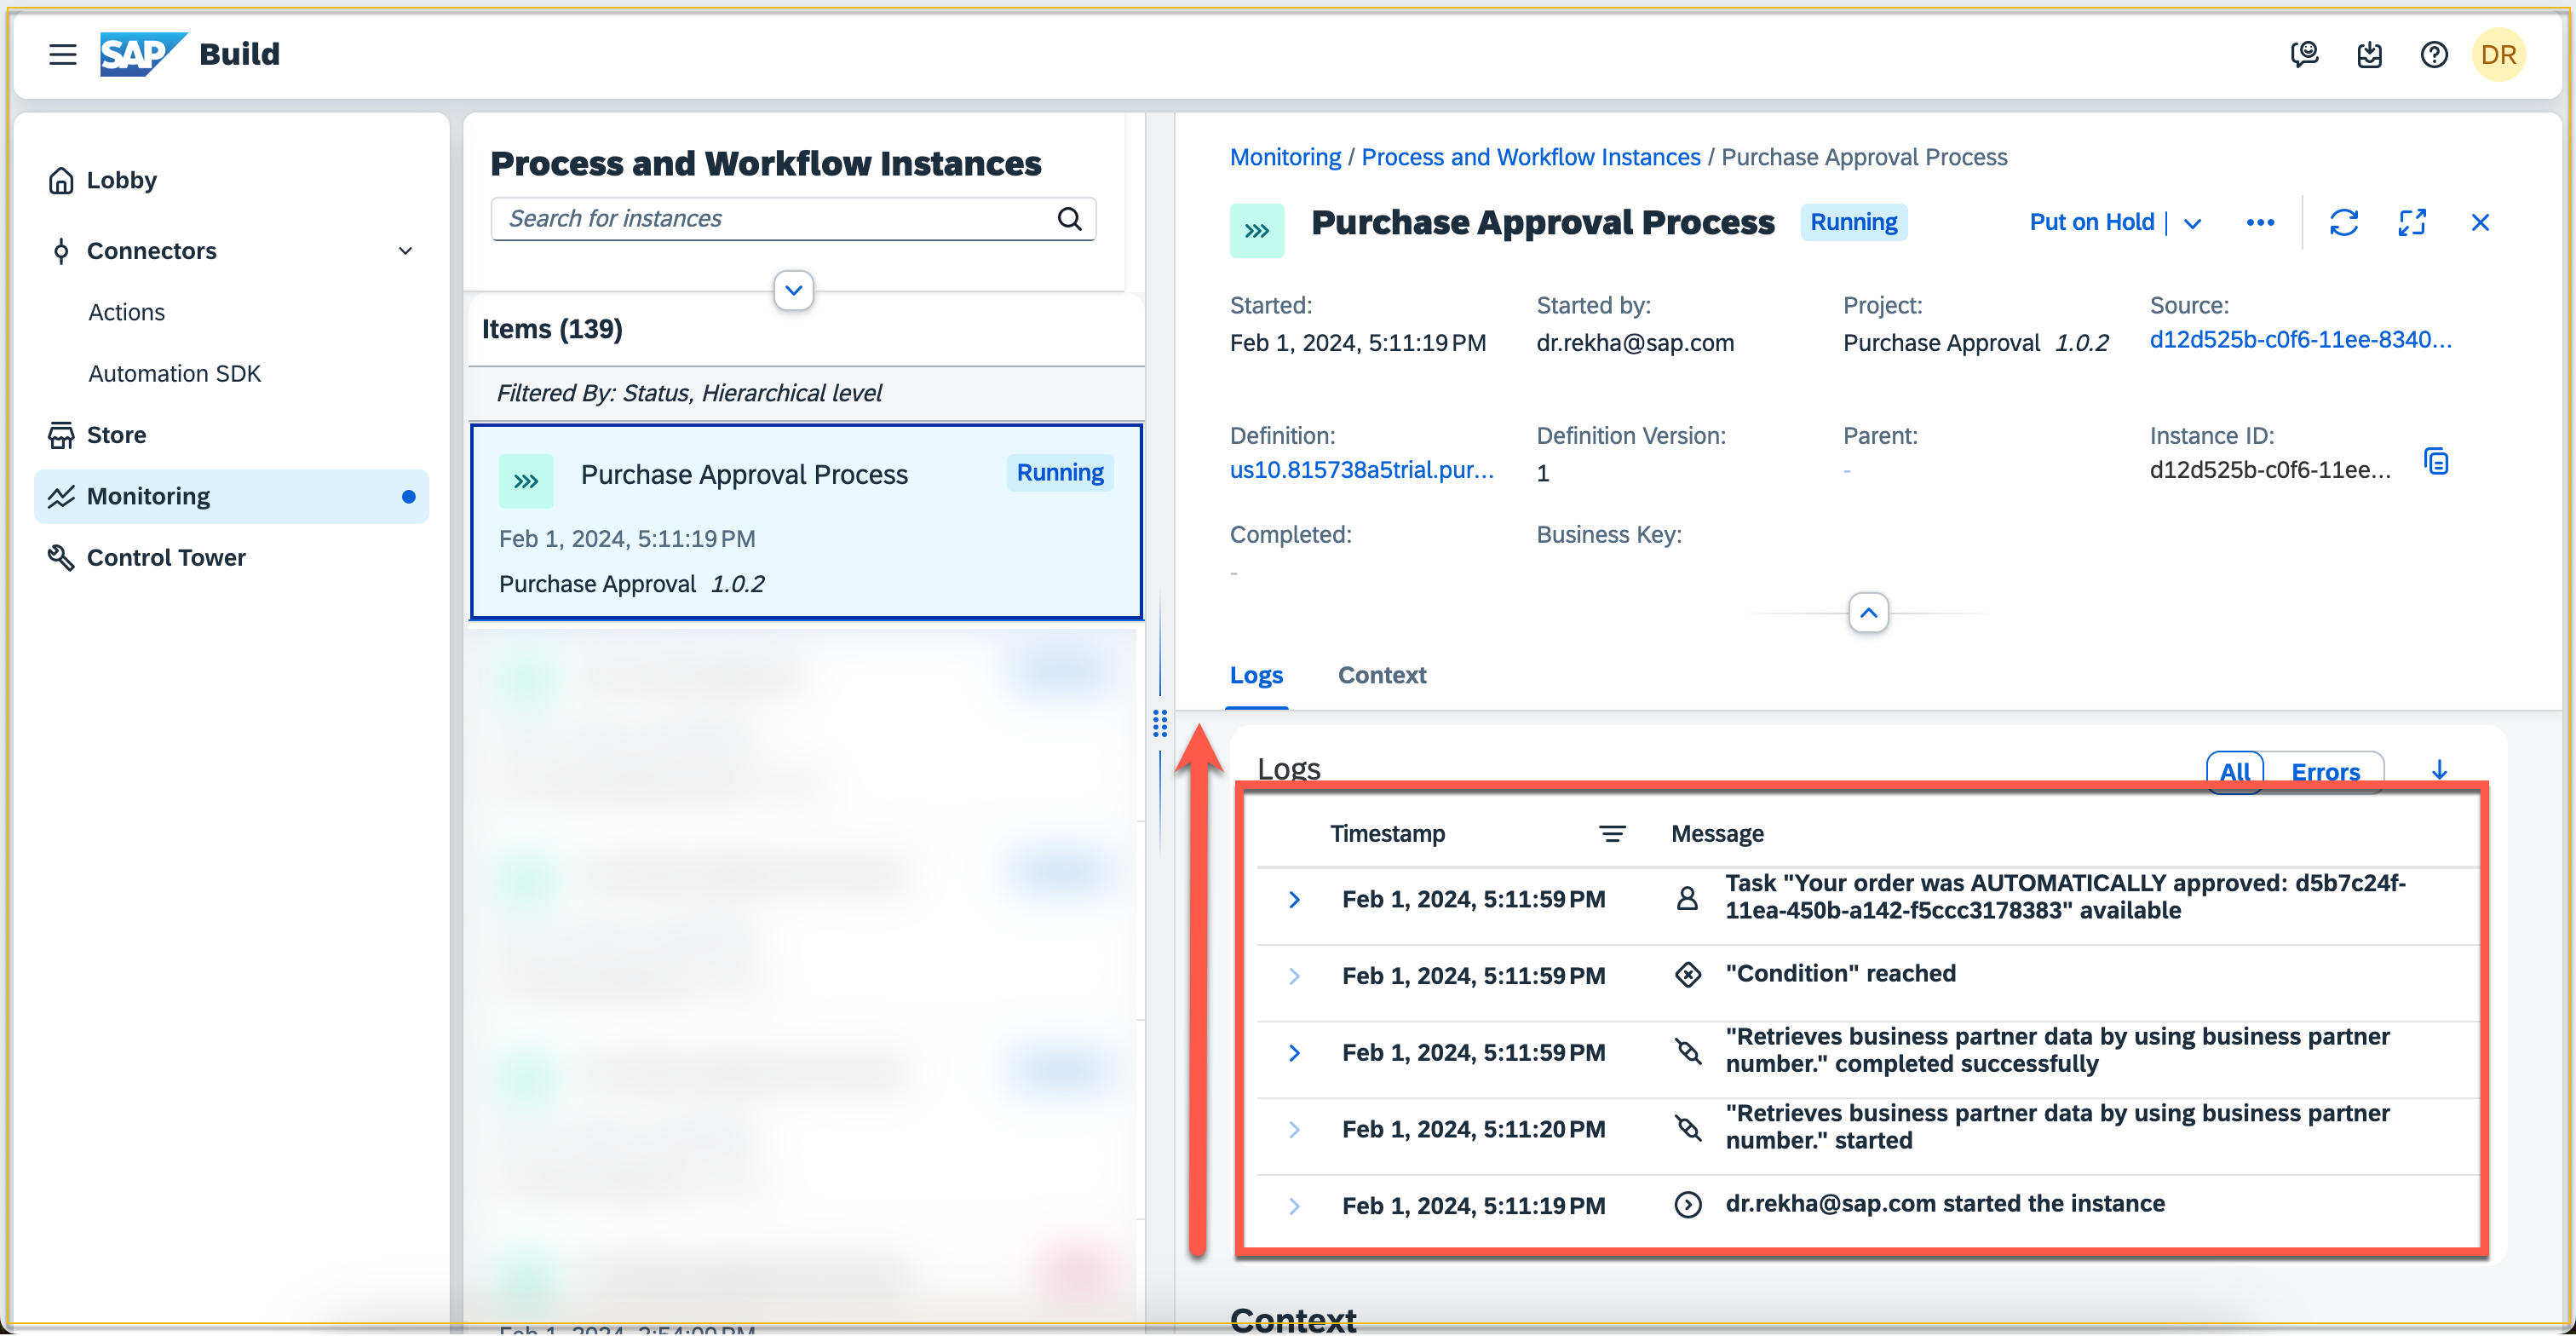 SAP Build
DR
Lobby
Connectors
Actions
Automation SDK
Store
Monitoring
Control Tower
Process and Workflow Instances
Search for instances
Items (139)
Filtered By: Status, Hierarchical level
Purchase Approval Process Running
Feb 1, 2024, 5:11:19 PM
Purchase Approval 1.0.2
Feb 1, 2024, 2:54:00 PM
Monitoring / Process and Workflow Instances / Purchase Approval Process
Purchase Approval Process Running Put on Hold
Started: Started by: Project: Source:
Feb 1, 2024, 5:11:19 PM dr.rekha@sap.com Purchase Approval 1.0.2 d12d525b-c0f6-11ee-8340...
Definition: Definition Version: Parent: Instance ID:
us10.815738a5trial.pur... 1 - d12d525b-c0f6-11ee...
Completed: Business Key:
-
Logs Context
Logs All Errors
Timestamp Message
Feb 1, 2024, 5:11:59 PM Task "Your order was AUTOMATICALLY approved: d5b7c24f-
11ea-450b-a142-f5ccc3178383" available
Feb 1, 2024, 5:11:59 PM "Condition" reached
Feb 1, 2024, 5:11:59 PM "Retrieves business partner data by using business partner
number." completed successfully
Feb 1, 2024, 5:11:20 PM "Retrieves business partner data by using business partner
number." started
Feb 1, 2024, 5:11:19 PM dr.rekha@sap.com started the instance
Context